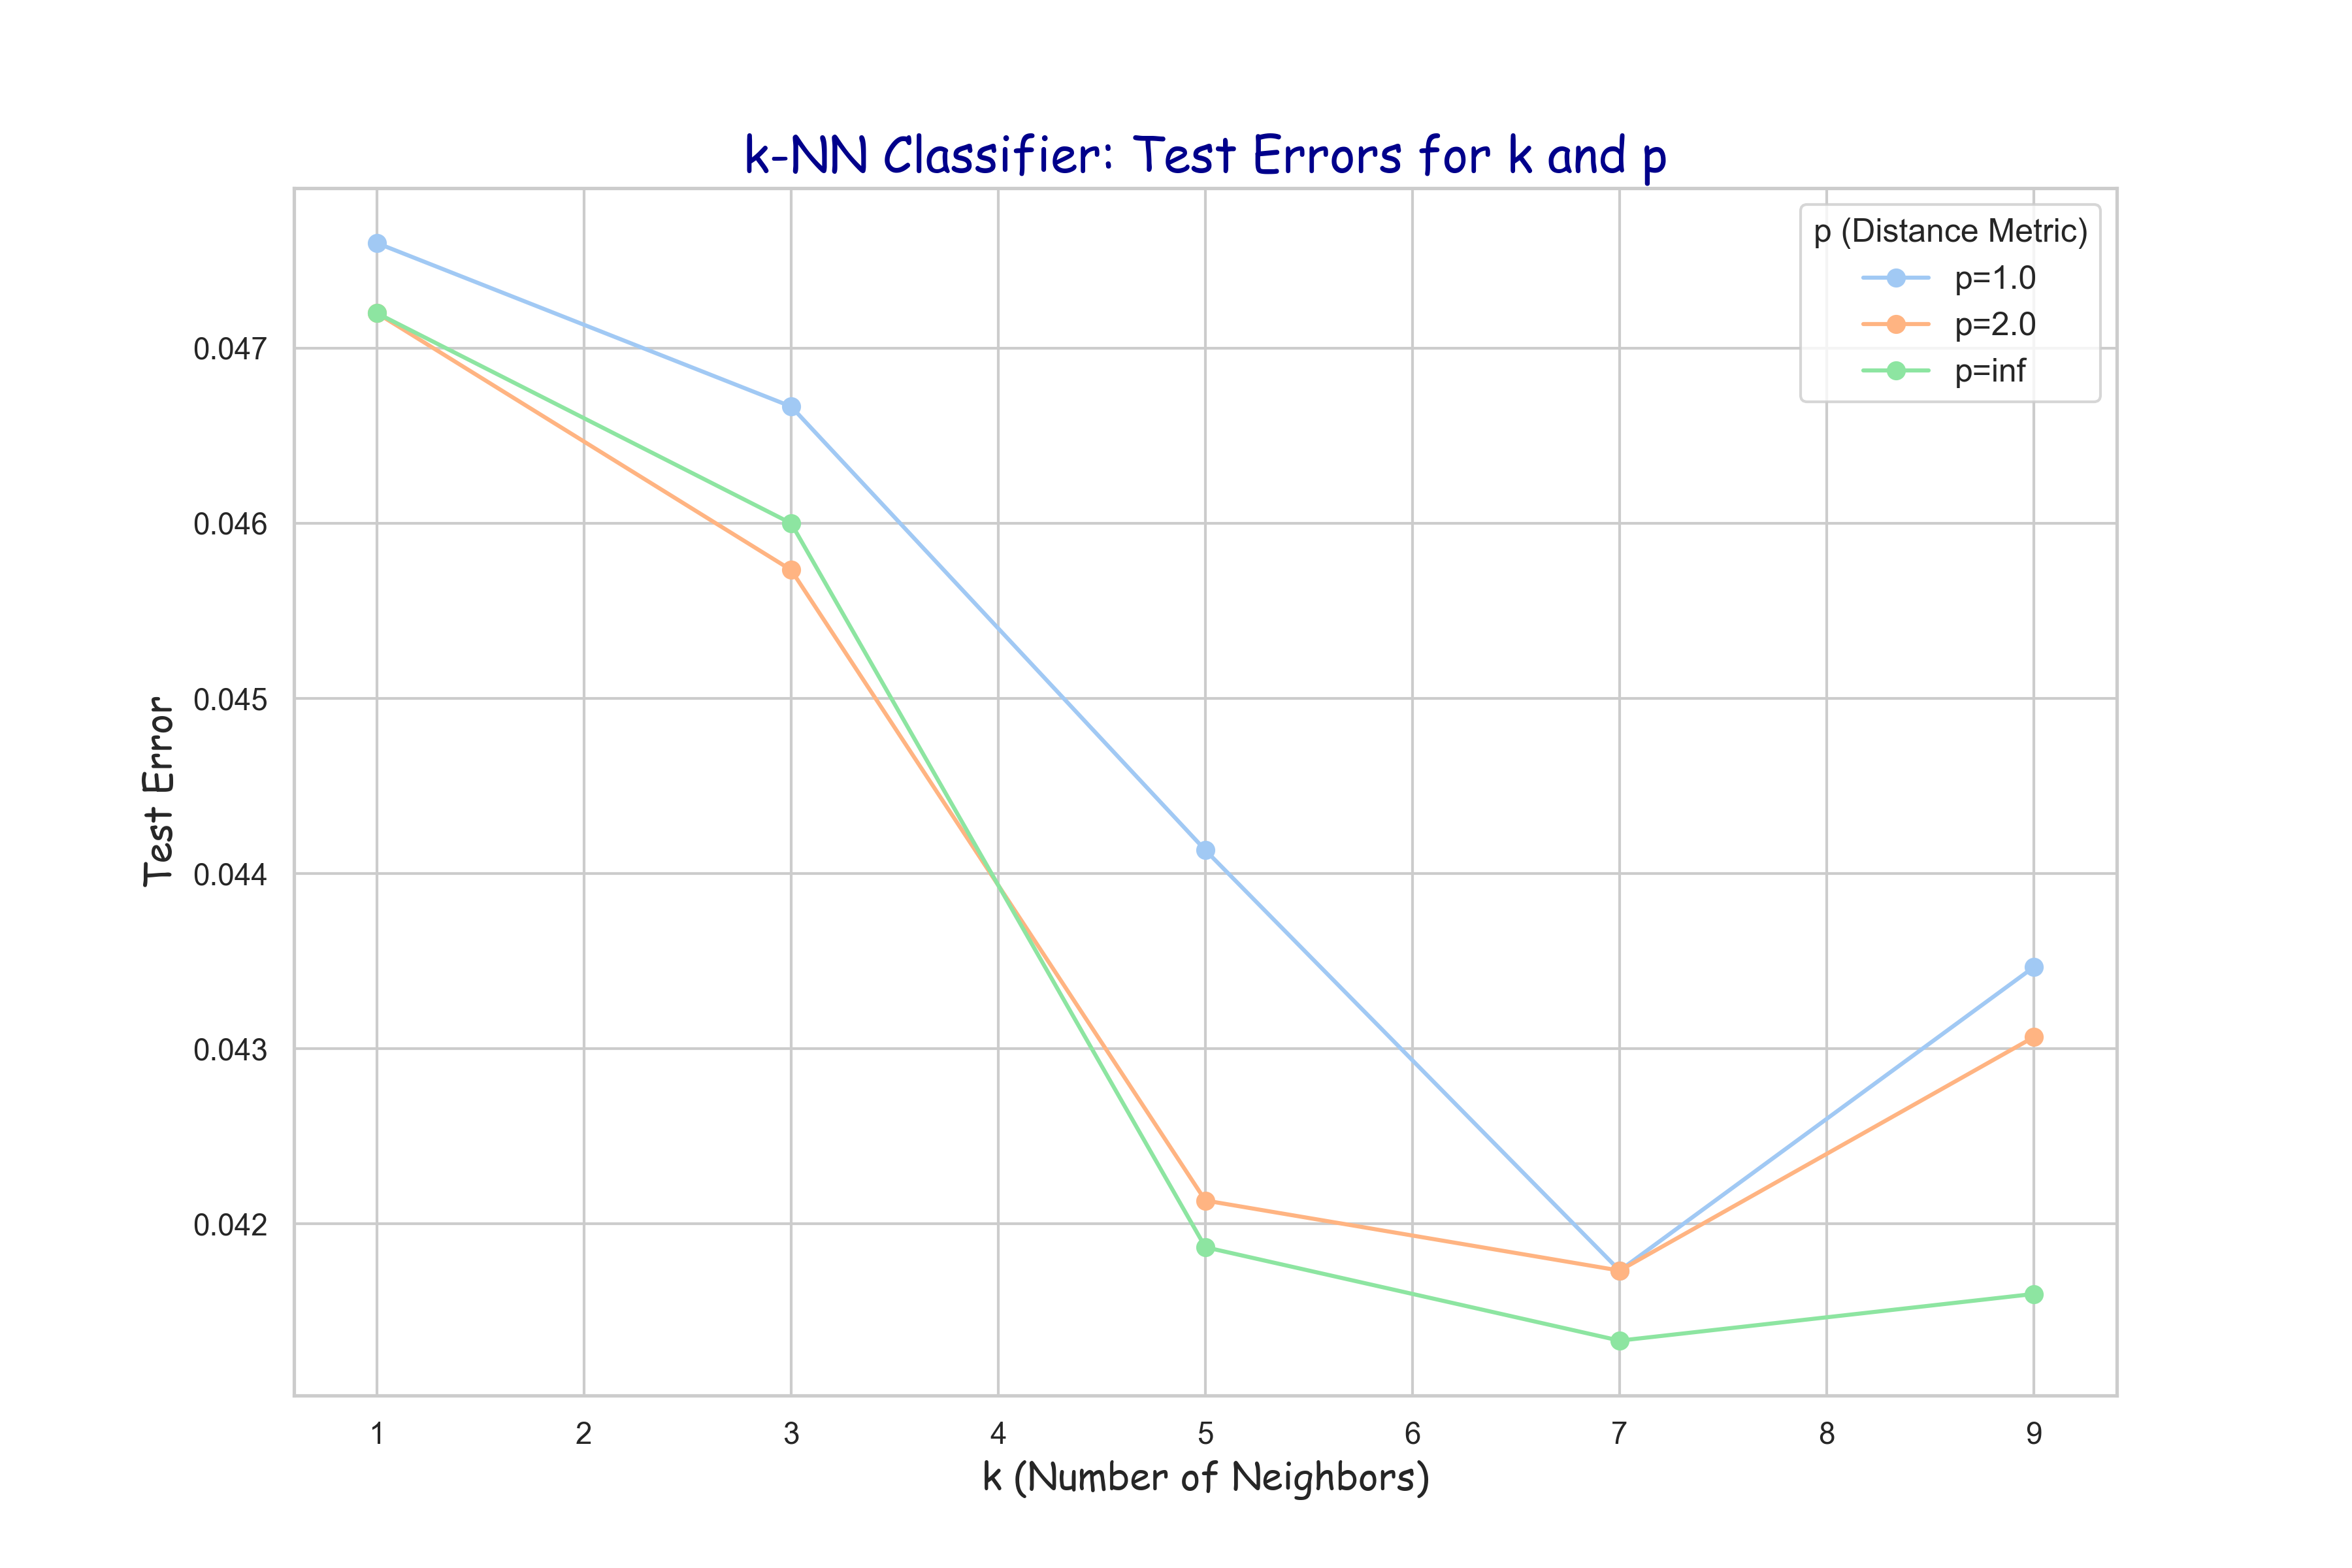 k-NN Classifier: Test Errors for k and p
p (Distance Metric)
p=1.0
p=2.0
p=inf
0.047
0.046
0.045
0.044
0.043
0.042
Test Error
1 2 3 4 5 6 7 8 9
k (Number of Neighbors)